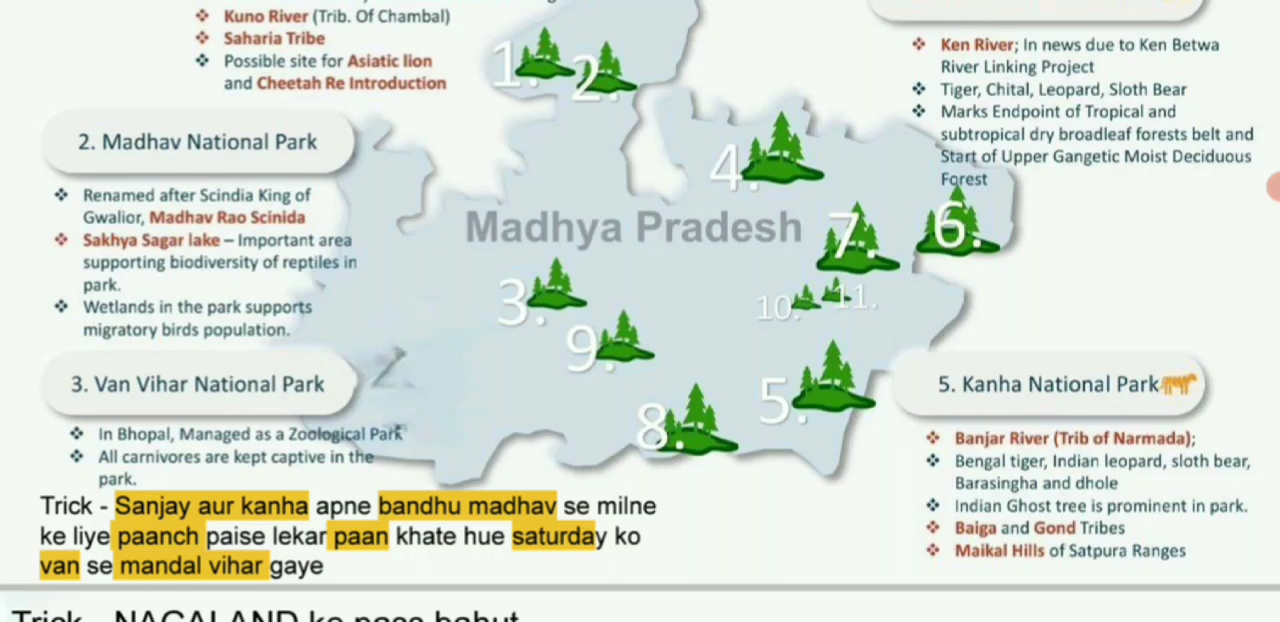 Kuno River (Trib. Of Chambal)
Saharia Tribe
Possible site for Asiatic lion
and Cheetah Re Introduction
2. Madhav National Park
Renamed after Scindia King of
Gwalior, Madhav Rao Scinida
Sakhya Sagar lake – Important area
supporting biodiversity of reptiles in
park.
Wetlands in the park supports
migratory birds population.
3. Van Vihar National Park
In Bhopal, Managed as a Zoological Park
All carnivores are kept captive in the
park.
1.
2.
4.
Madhya Pradesh
7.
6.
3.
10.
11.
9.
5.
8.
Ken River; In news due to Ken Betwa
River Linking Project
Tiger, Chital, Leopard, Sloth Bear
Marks Endpoint of Tropical and
subtropical dry broadleaf forests belt and
Start of Upper Gangetic Moist Deciduous
Forest
5. Kanha National Park
Banjar River (Trib of Narmada);
Bengal tiger, Indian leopard, sloth bear,
Barasingha and dhole
Indian Ghost tree is prominent in park.
Baiga and Gond Tribes
Maikal Hills of Satpura Ranges
Trick - Sanjay aur kanha apne bandhu madhav se milne
ke liye paanch paise lekar paan khate hue saturday ko
van se mandal vihar gaye
Trick - NAGALAND ke pass bahut